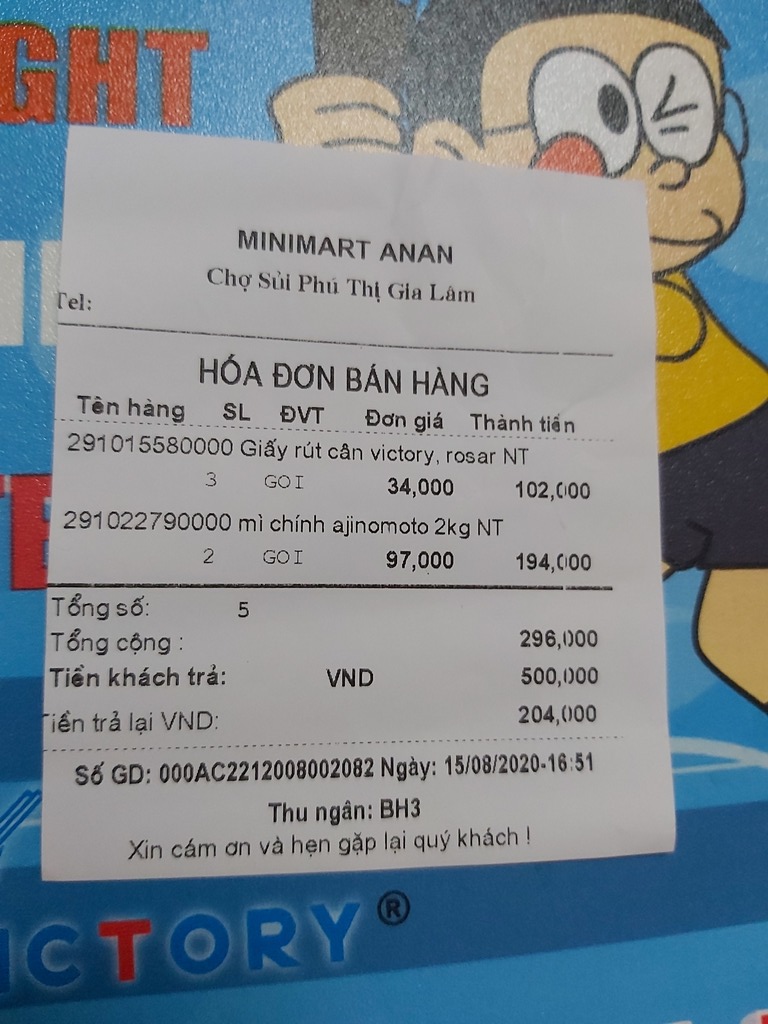 GHT
MINIMART ANAN
Chợ Sủi Phú Thị Gia Lâm
Tel:
HÓA ĐƠN BÁN HÀNG
Tên hàng SL ĐVT Đơn giá Thành tiền
291015580000 Giấy rút cân victory, rosar NT
3 GOI 34,000 102,000
291022790000 mì chính ajinomoto 2kg NT
2 GOI 97,000 194,000
Tổng số: 5
Tổng cộng : 296,000
Tiền khách trả: VND 500,000
Tiền trả lại VND: 204,000
Số GD: 000AC2212008002082 Ngày: 15/08/2020-16:51
Thu ngân: BH3
Xin cám ơn và hẹn gặp lại quý khách !
ICTORY®